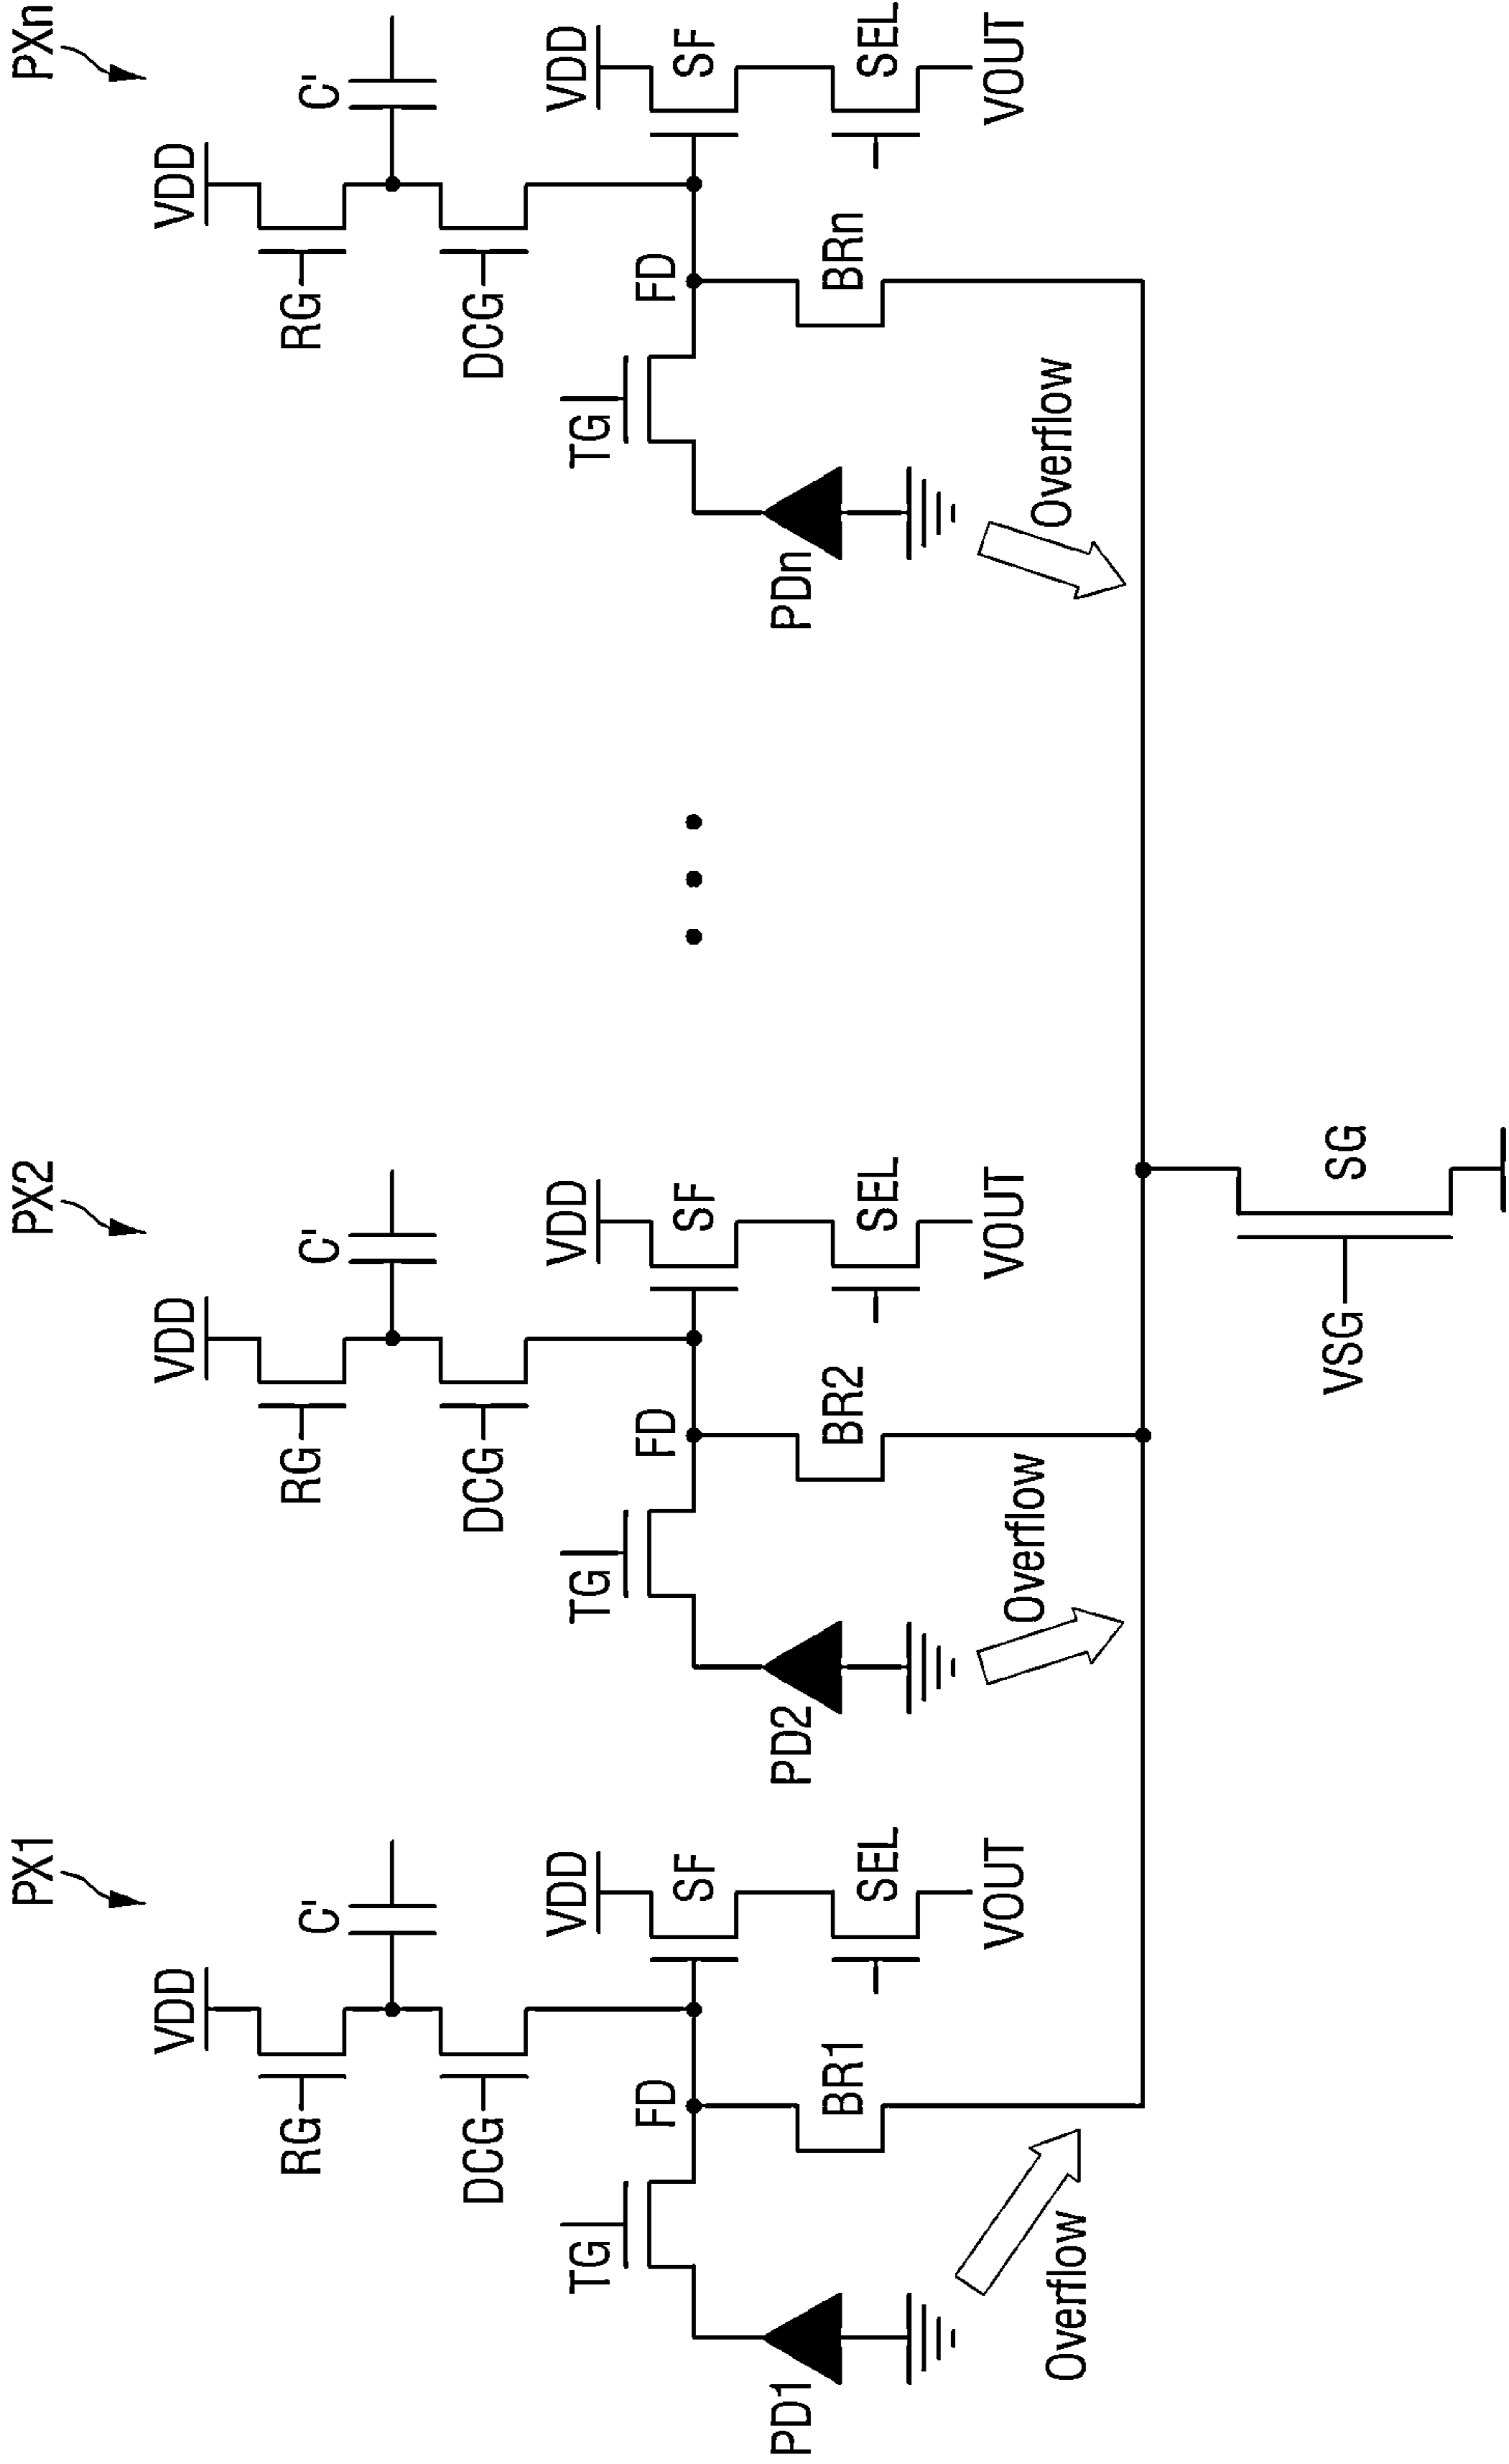 PX1
VDD
C'
RG
VDD
DCG
SF
TG
FD
SEL
PD1
BR1
VOUT
Overflow
PX2
VDD
C'
RG
VDD
DCG
SF
TG
FD
SEL
PD2
BR2
VOUT
Overflow
PXn
VDD
C'
RG
VDD
DCG
SF
TG
FD
SEL
PDn
BRn
VOUT
Overflow
VSG
SG